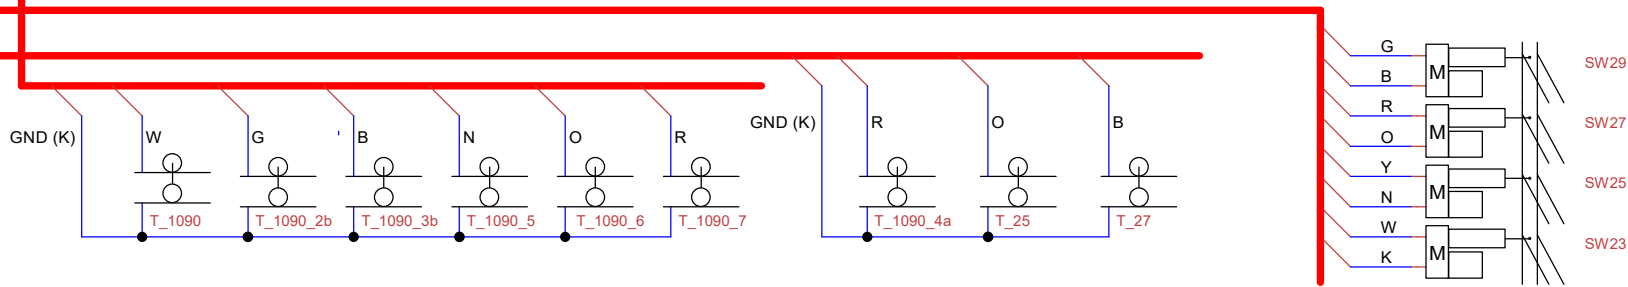 G
M
SW29
B
R
M
SW27
O
Y
M
SW25
N
W
M
SW23
K
GND (K)
R
O
B
T_1090_4a
T_25
T_27
GND (K)
W
G
B
N
O
R
T_1090
T_1090_2b
T_1090_3b
T_1090_5
T_1090_6
T_1090_7